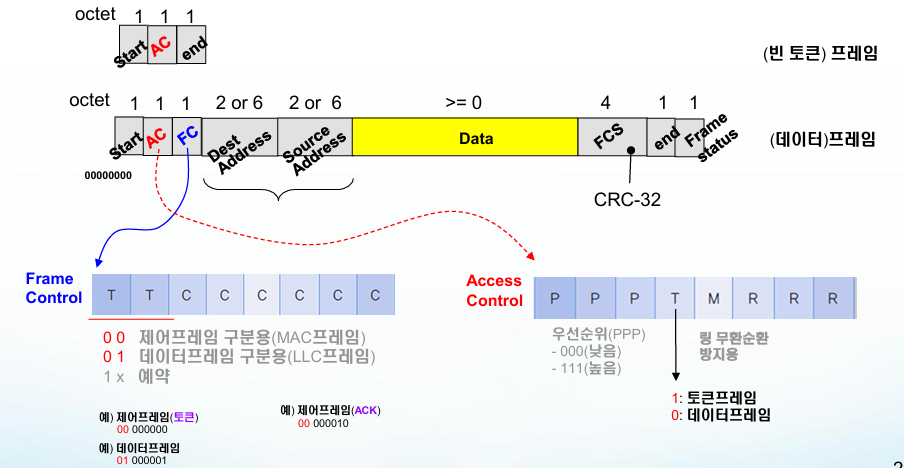 octet 1 1 1
Start AC end
(빈 토큰) 프레임
octet 1 1 1 2 or 6 2 or 6 >= 0 4 1 1
Start AC FC Dest Address Source Address Data FCS end Frame status
(데이터)프레임
00000000
CRC-32
Frame Control
T T C C C C C C
0 0 제어프레임 구분용(MAC프레임)
0 1 데이터프레임 구분용(LLC프레임)
1 x 예약
예) 제어프레임(토큰)
00 000000
예) 제어프레임(ACK)
00 000010
예) 데이터프레임
01 000001
Access Control
P P P T M R R R
우선순위(PPP)
- 000(낮음)
- 111(높음)
링 무환순환
방지용
1: 토큰프레임
0: 데이터프레임